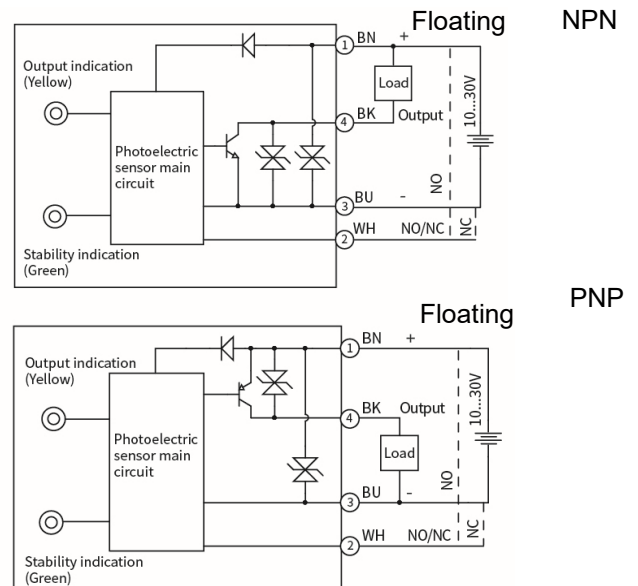 Floating NPN
Output indication
(Yellow)
1 BN +
Load
10...30V
4 BK Output
Photoelectric
sensor main
circuit
NO
3 BU -
NC
2 WH NO/NC
Stability indication
(Green)
Floating PNP
Output indication
(Yellow)
1 BN +
10...30V
4 BK Output
Photoelectric
sensor main
circuit
Load
NO
3 BU -
NC
2 WH NO/NC
Stability indication
(Green)